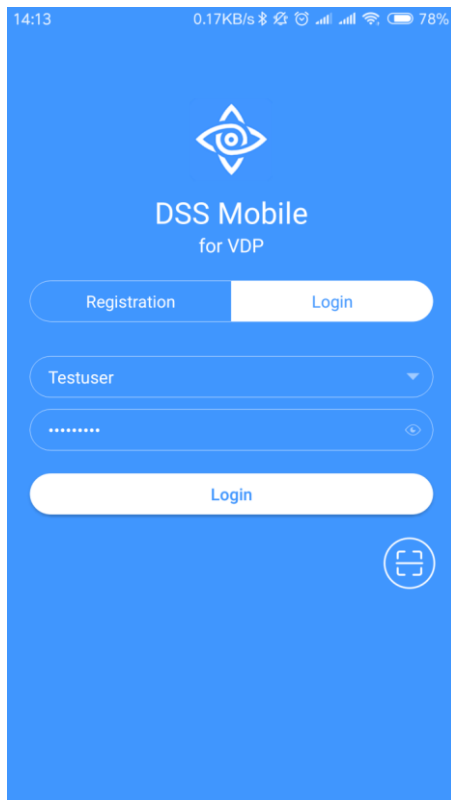 14:13 0.17KB/s 78%
DSS Mobile
for VDP
Registration Login
Testuser
•••••••••
Login